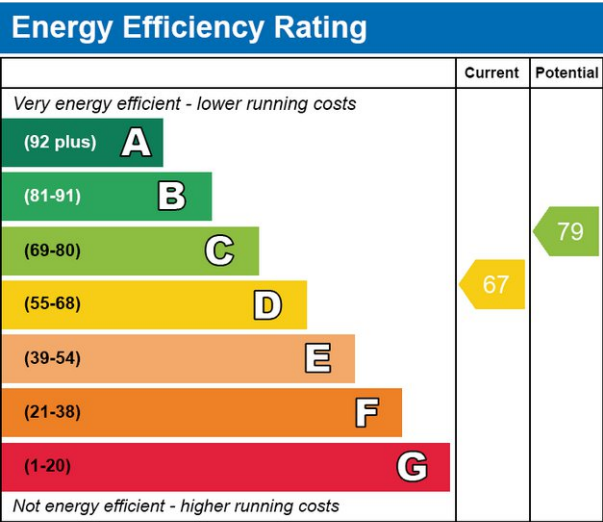 Energy Efficiency Rating
Current Potential
Very energy efficient - lower running costs
(92 plus) A
(81-91) B
(69-80) C
79
(55-68) D
67
(39-54) E
(21-38) F
(1-20) G
Not energy efficient - higher running costs